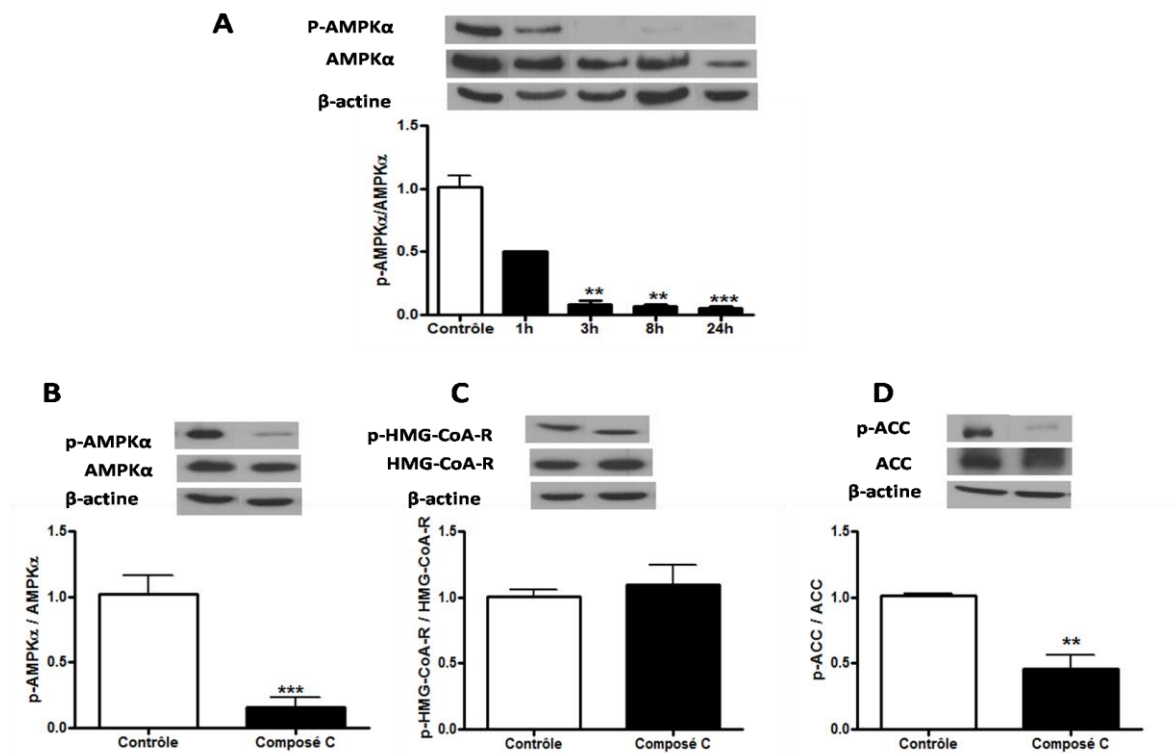 A
P-AMPKα
AMPKα
β-actine
p-AMPKα/AMPKα
1.5
1.0
0.5
0.0
**
**
***
Contrôle 1h 3h 8h 24h
B
p-AMPKα
AMPKα
β-actine
p-AMPKα / AMPKα
1.5
1.0
0.5
0.0
***
Contrôle Composé C
C
p-HMG-CoA-R
HMG-CoA-R
β-actine
p-HMG-CoA-R / HMG-CoA-R
1.5
1.0
0.5
0.0
Contrôle Composé C
D
p-ACC
ACC
β-actine
p-ACC / ACC
1.5
1.0
0.5
0.0
**
Contrôle Composé C